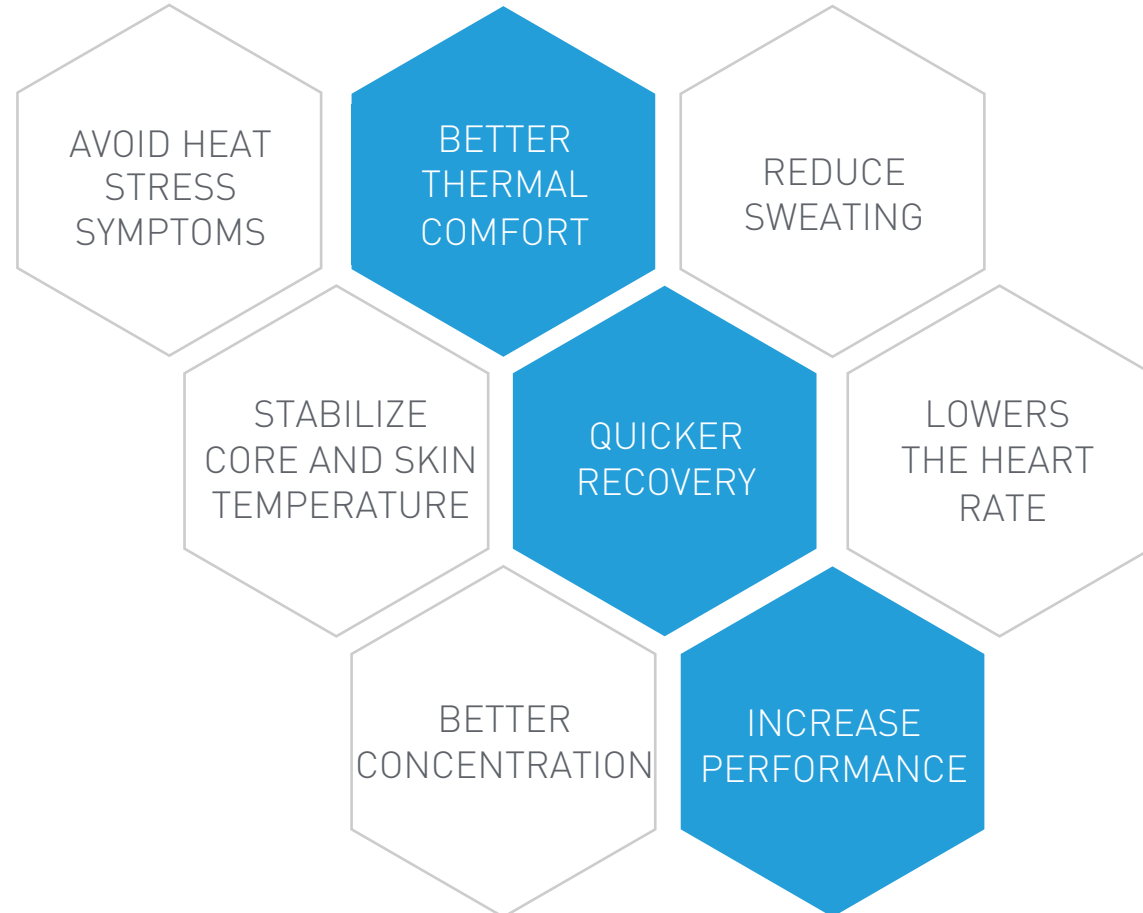 AVOID HEAT
STRESS
SYMPTOMS
BETTER
THERMAL
COMFORT
REDUCE
SWEATING
STABILIZE
CORE AND SKIN
TEMPERATURE
QUICKER
RECOVERY
LOWERS
THE HEART
RATE
BETTER
CONCENTRATION
INCREASE
PERFORMANCE